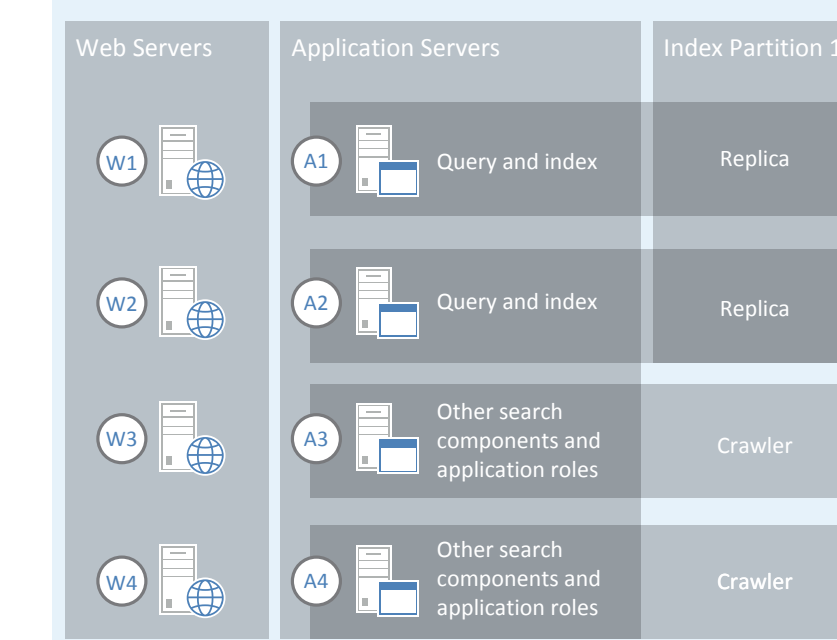 Web Servers
Application Servers
Index Partition 1
W1
A1
Query and index
Replica
W2
A2
Query and index
Replica
W3
A3
Other search
components and
application roles
Crawler
W4
A4
Other search
components and
application roles
Crawler